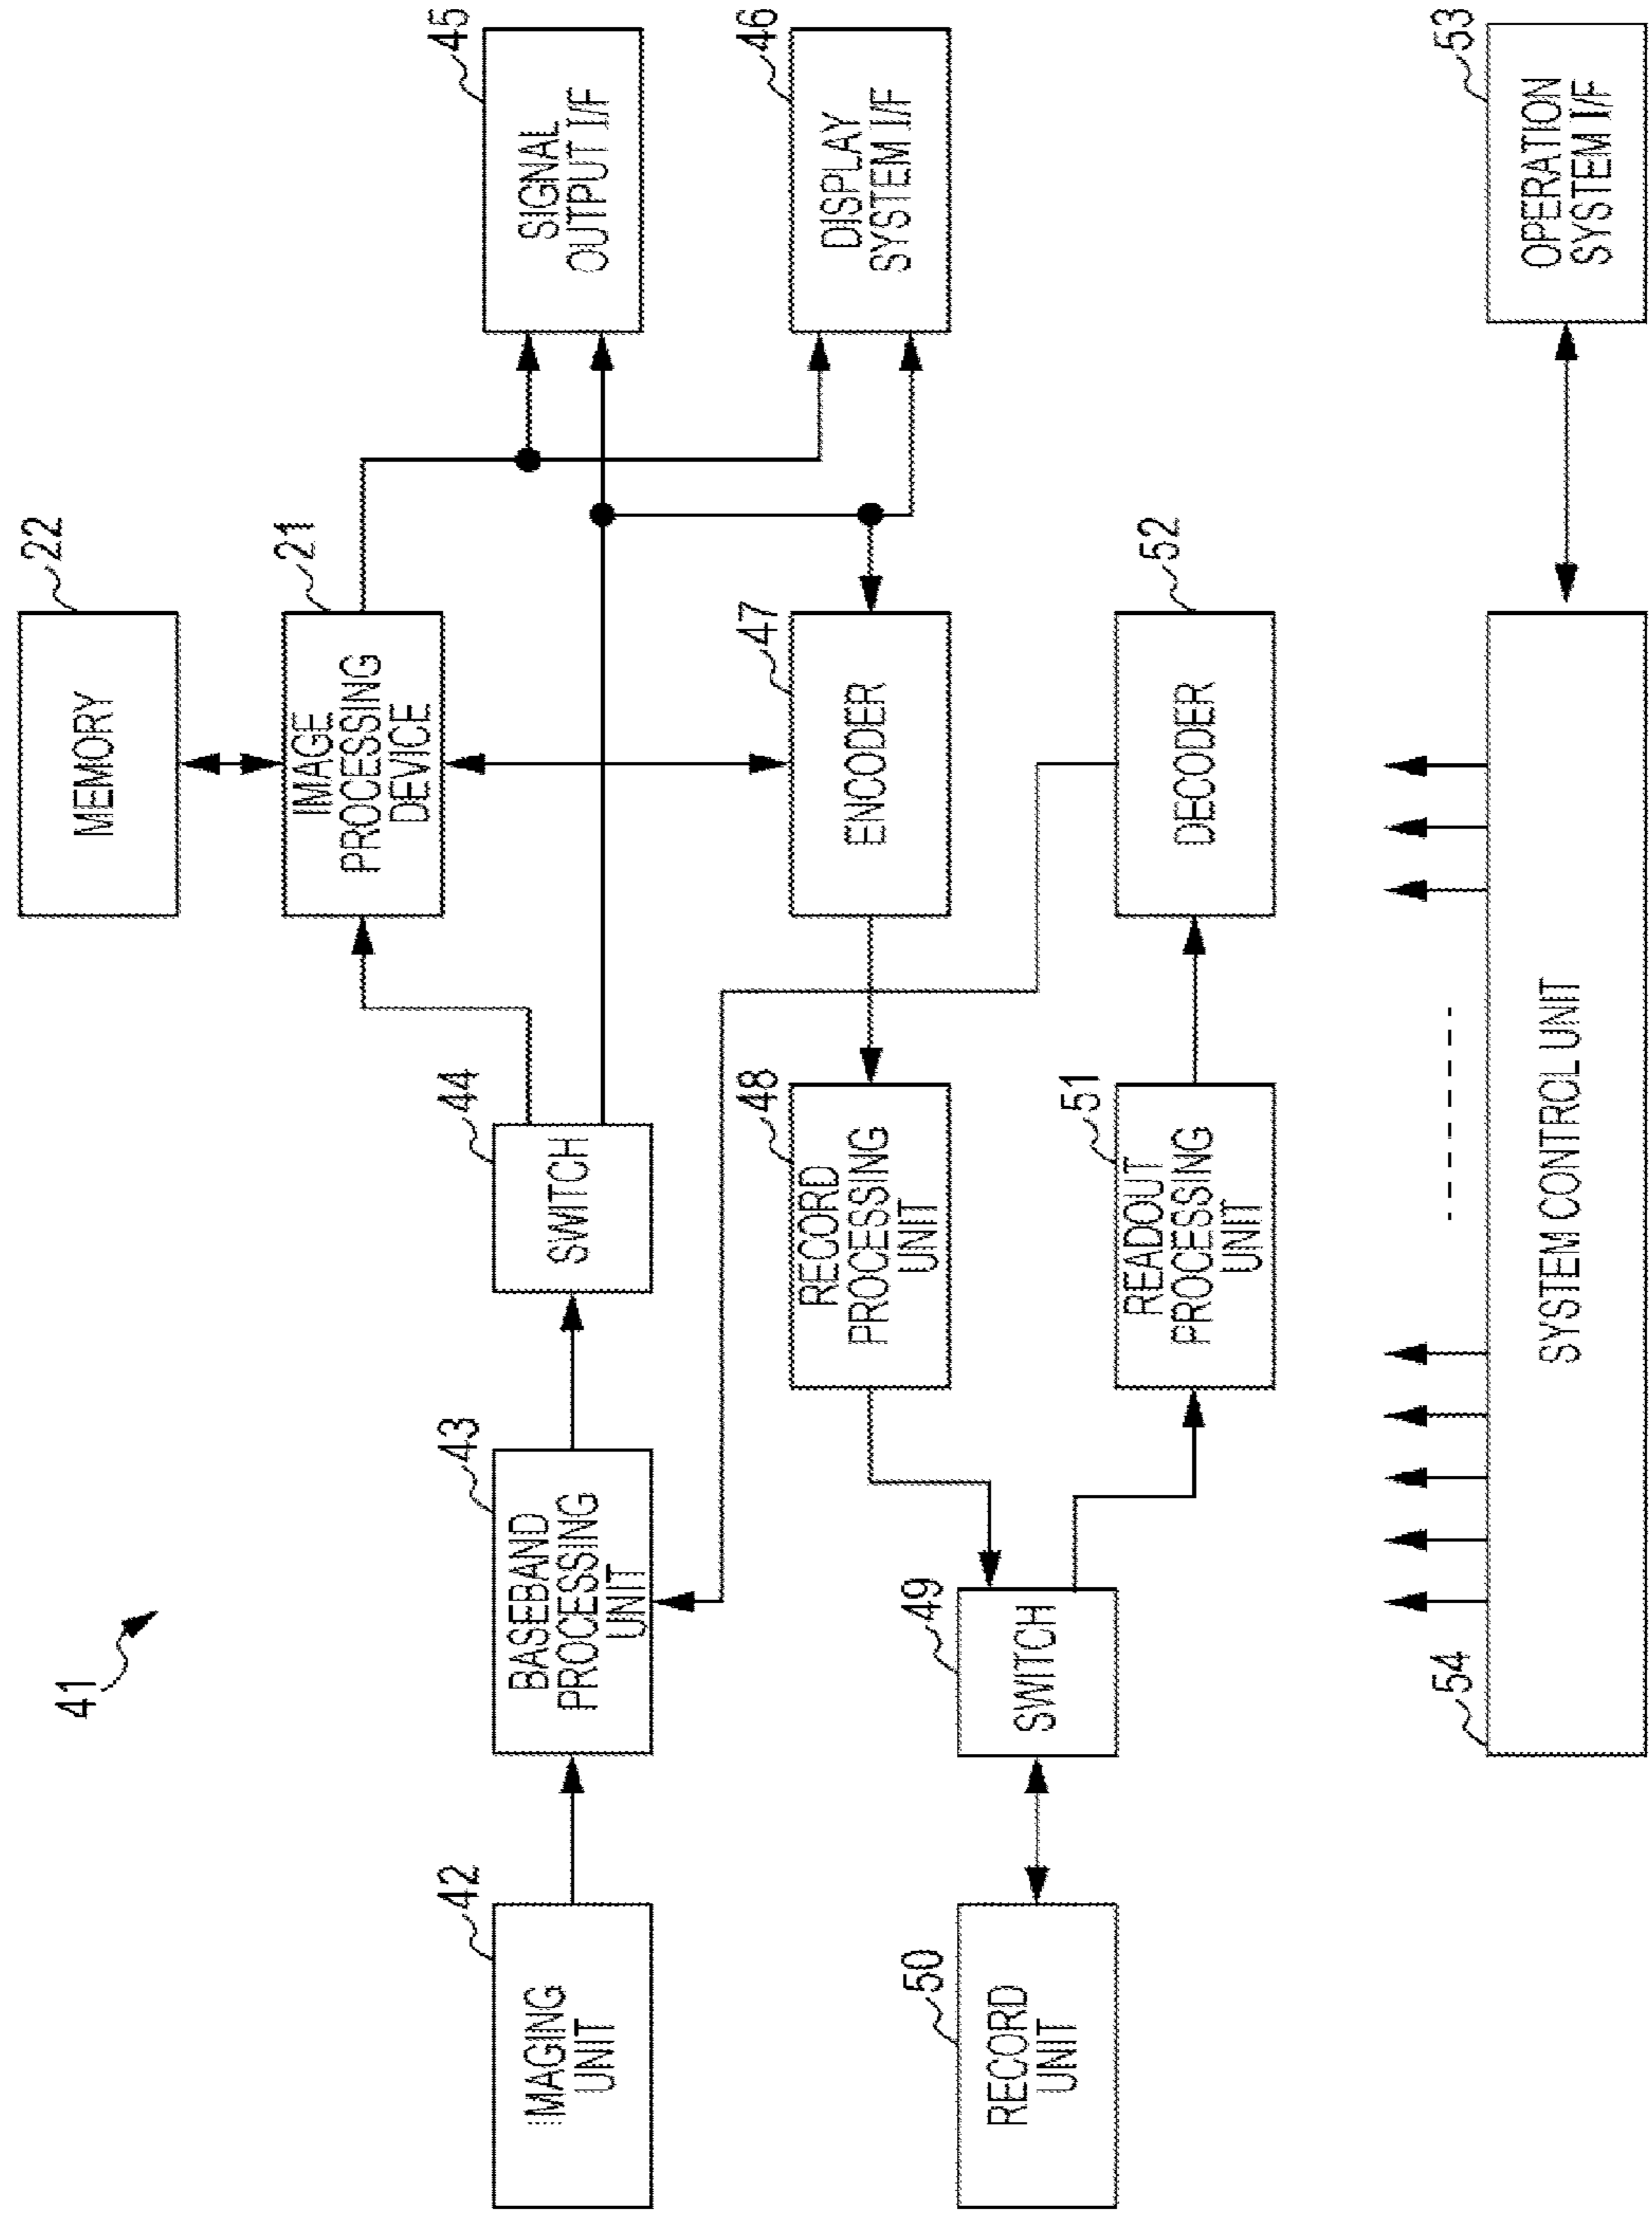 41
22
MEMORY
21
IMAGE
PROCESSING
DEVICE
42
IMAGING
UNIT
43
BASEBAND
PROCESSING
UNIT
44
SWITCH
45
SIGNAL
OUTPUT I/F
46
DISPLAY
SYSTEM I/F
47
ENCODER
48
RECORD
PROCESSING
UNIT
49
SWITCH
50
RECORD
UNIT
51
READOUT
PROCESSING
UNIT
52
DECODER
54
SYSTEM CONTROL UNIT
53
OPERATION
SYSTEM I/F